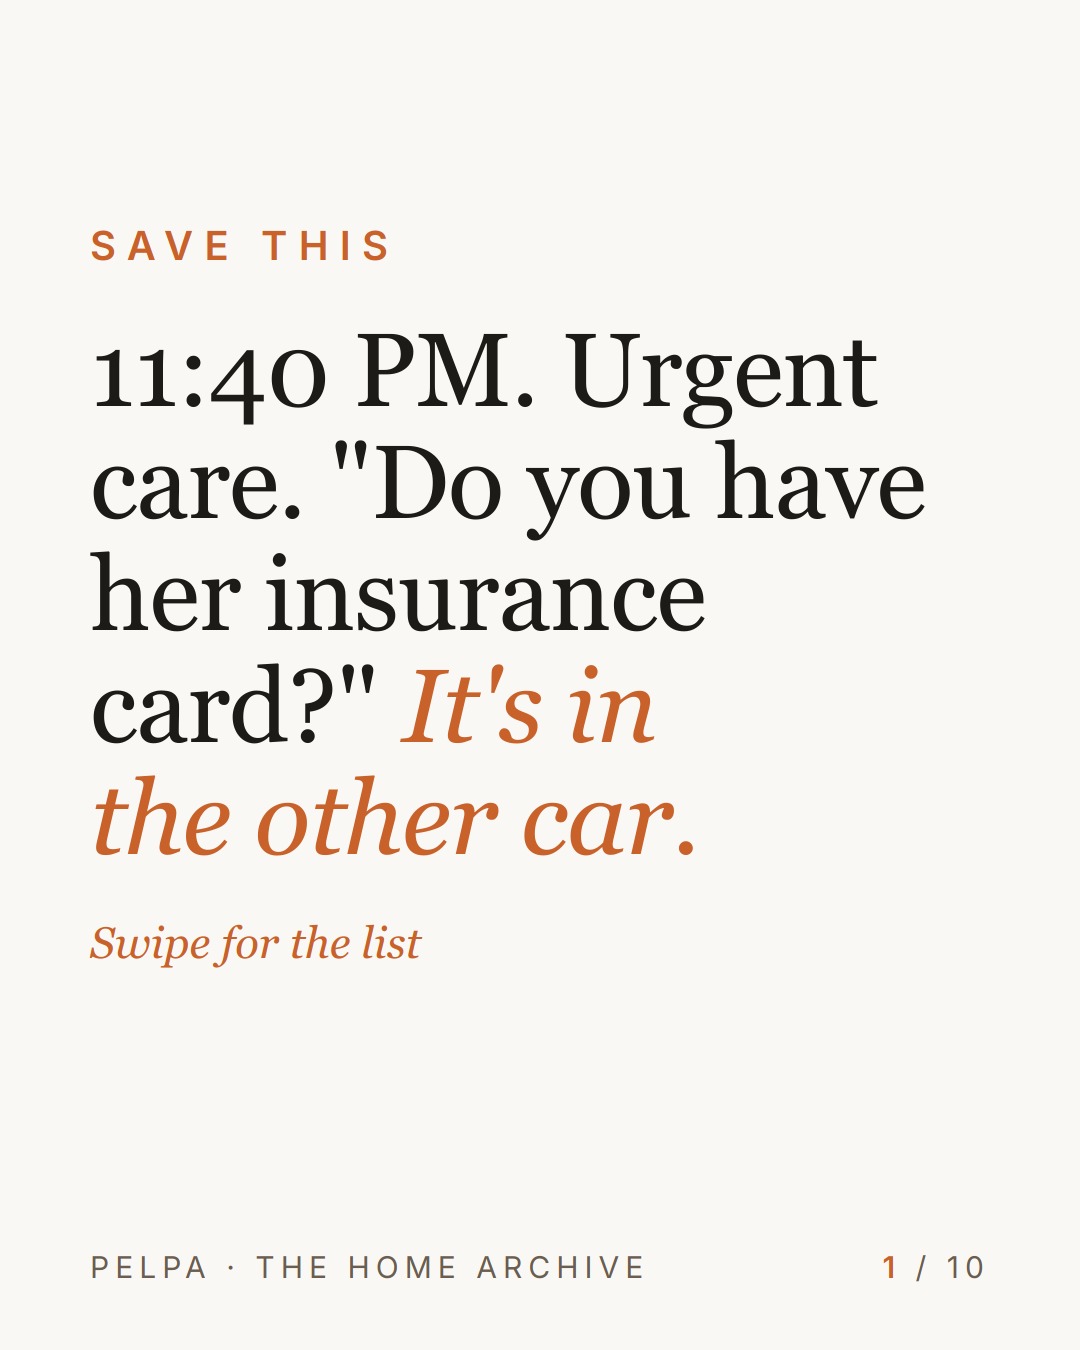 SAVE THIS
11:40 PM. Urgent
care. "Do you have
her insurance
card?" It's in
the other car.
Swipe for the list
PELPA · THE HOME ARCHIVE
1 / 10